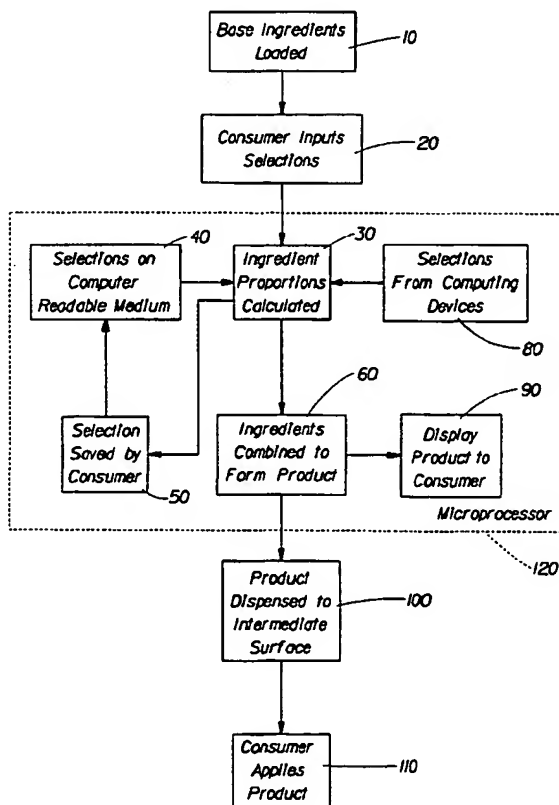 Base Ingredients
Loaded
10
Consumer Inputs
Selections
20
40
Selections on
Computer
Readable Medium
30
Ingredient
Proportions
Calculated
Selections
From Computing
Devices
80
60
90
Selection
Saved by
Consumer
50
Ingredients
Combined to
Form Product
Display
Product to
Consumer
Microprocessor
120
Product
Dispensed to
Intermediate
Surface
100
Consumer
Applies
Product
110